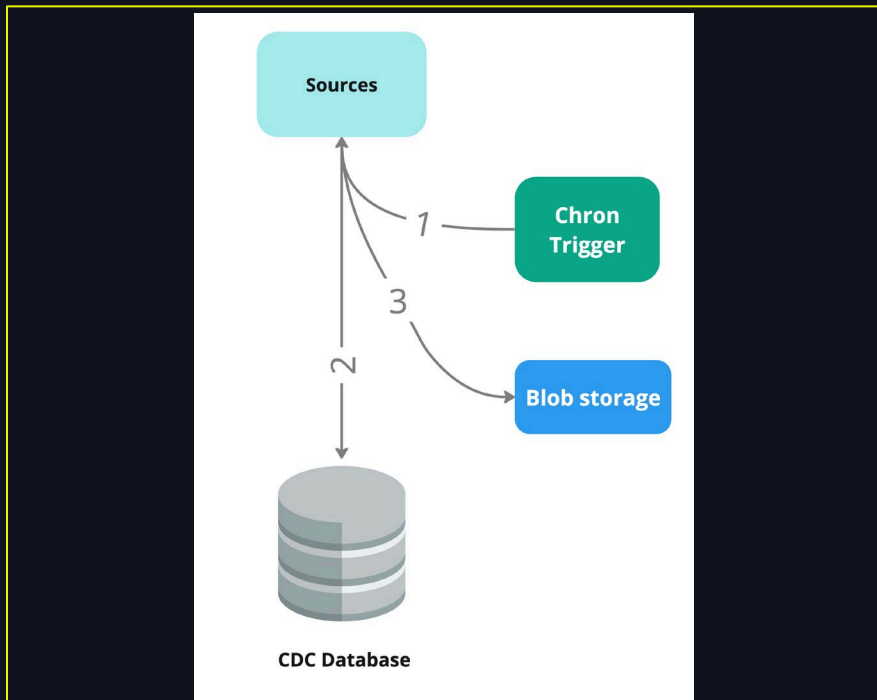 Sources
1
Chron
Trigger
3
2
Blob storage
CDC Database